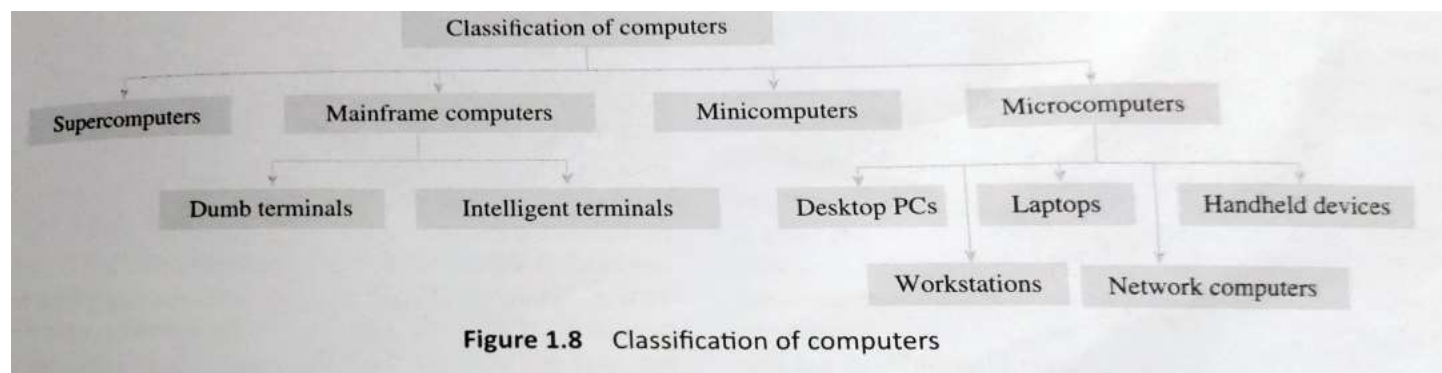 Classification of computers
Supercomputers
Mainframe computers
Minicomputers
Microcomputers
Dumb terminals
Intelligent terminals
Desktop PCs
Laptops
Handheld devices
Workstations
Network computers
Figure 1.8 Classification of computers